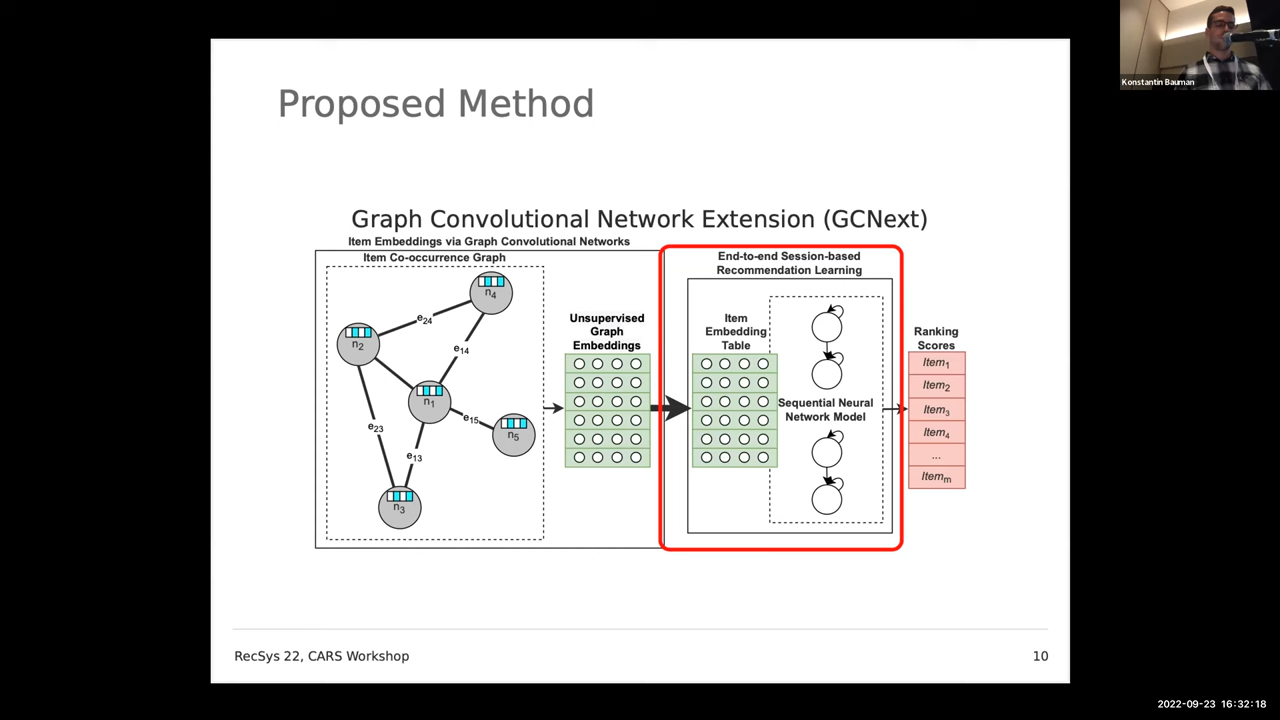 Konstantin Bauman
Proposed Method
Graph Convolutional Network Extension (GCNext)
Item Embeddings via Graph Convolutional Networks
Item Co-occurrence Graph
n4
e24
n2
e14
n1
e15
e23
n5
e13
n3
Unsupervised
Graph
Embeddings
End-to-end Session-based
Recommendation Learning
Item
Embedding
Table
Sequential Neural
Network Model
Ranking
Scores
Item1
Item2
Item3
Item4
...
Itemm
RecSys 22, CARS Workshop
10
2022-09-23 16:32:18